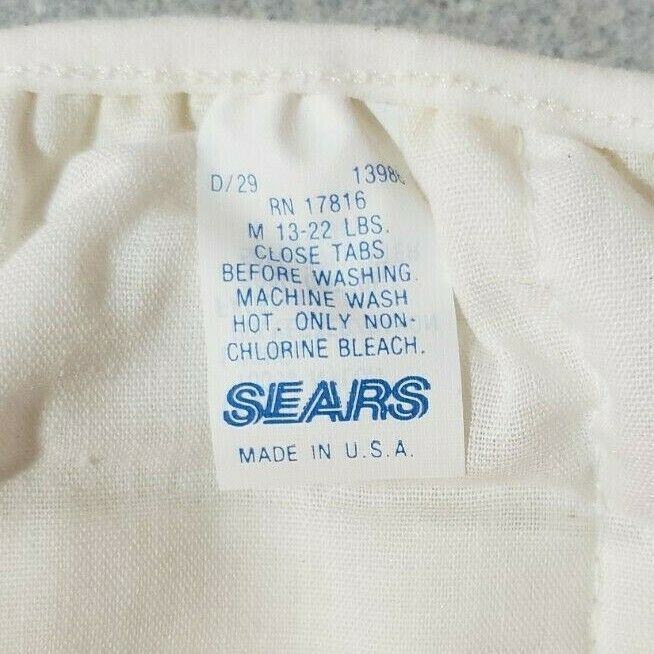 D/29
RN 17816
M 13-22 LBS.
CLOSE TABS
BEFORE WASHING.
MACHINE WASH
HOT. ONLY NON-
CHLORINE BLEACH.
SEARS
MADE IN U.S.A.